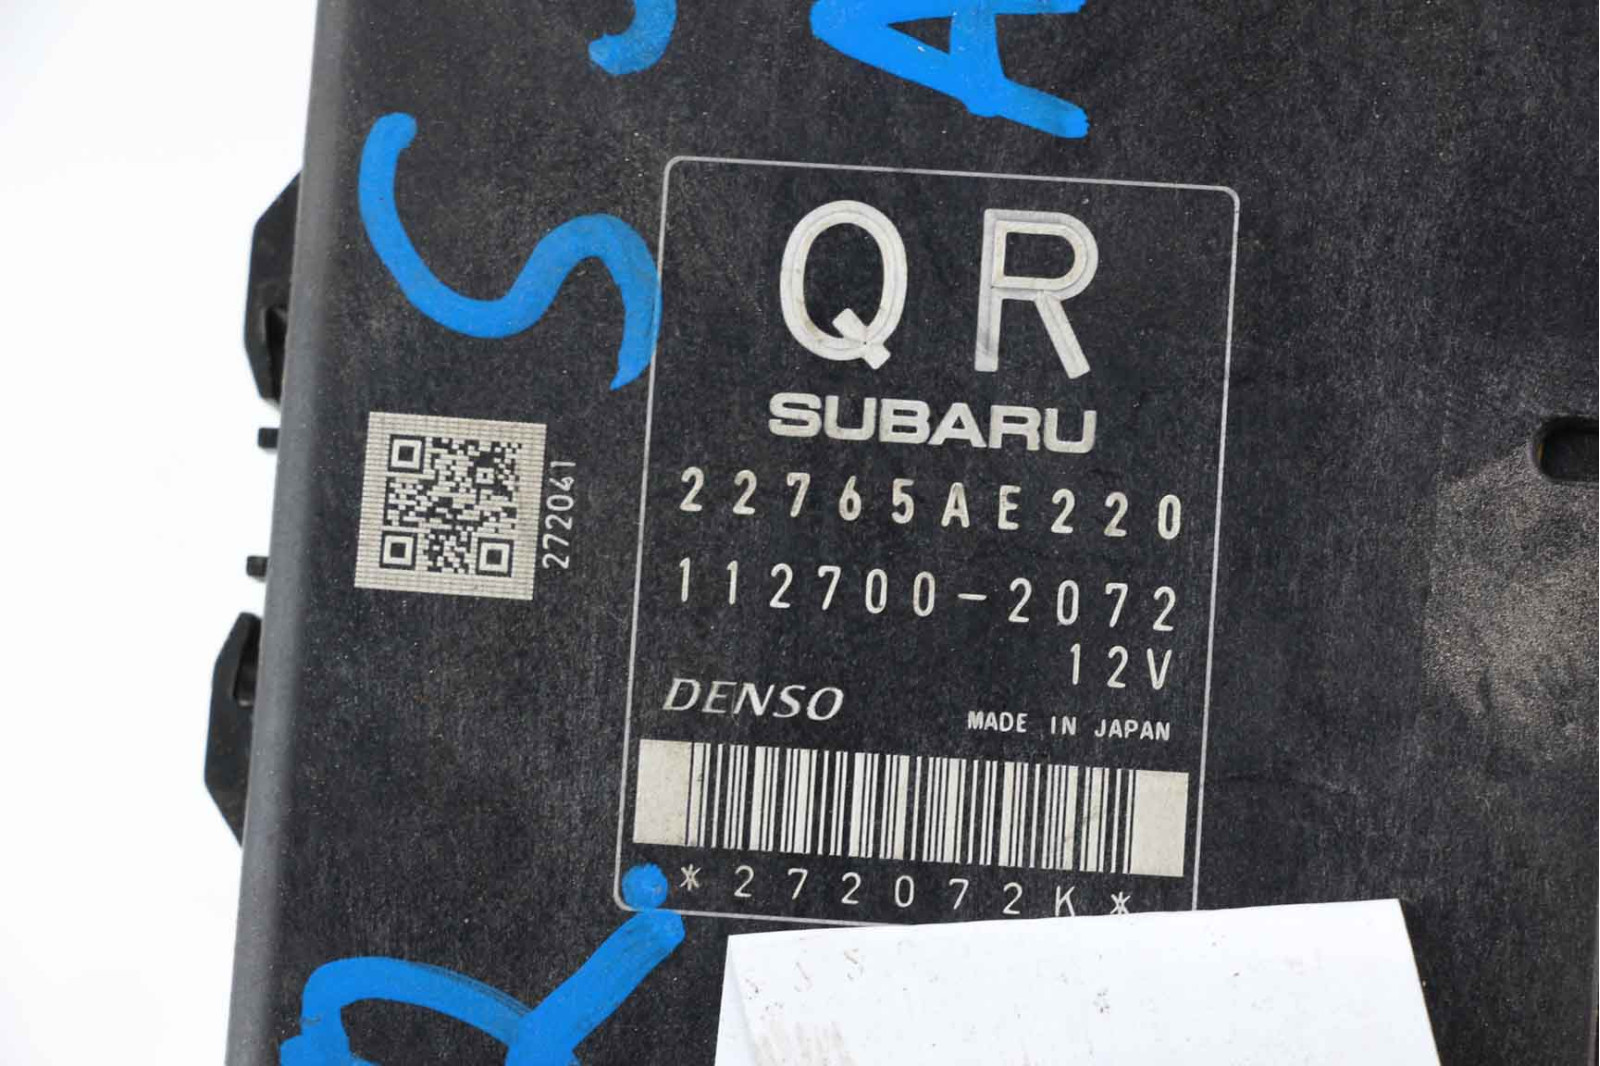 QR
SUBARU
22765AE220
112700-2072
12V
DENSO
MADE IN JAPAN
*272072K*
272041
S